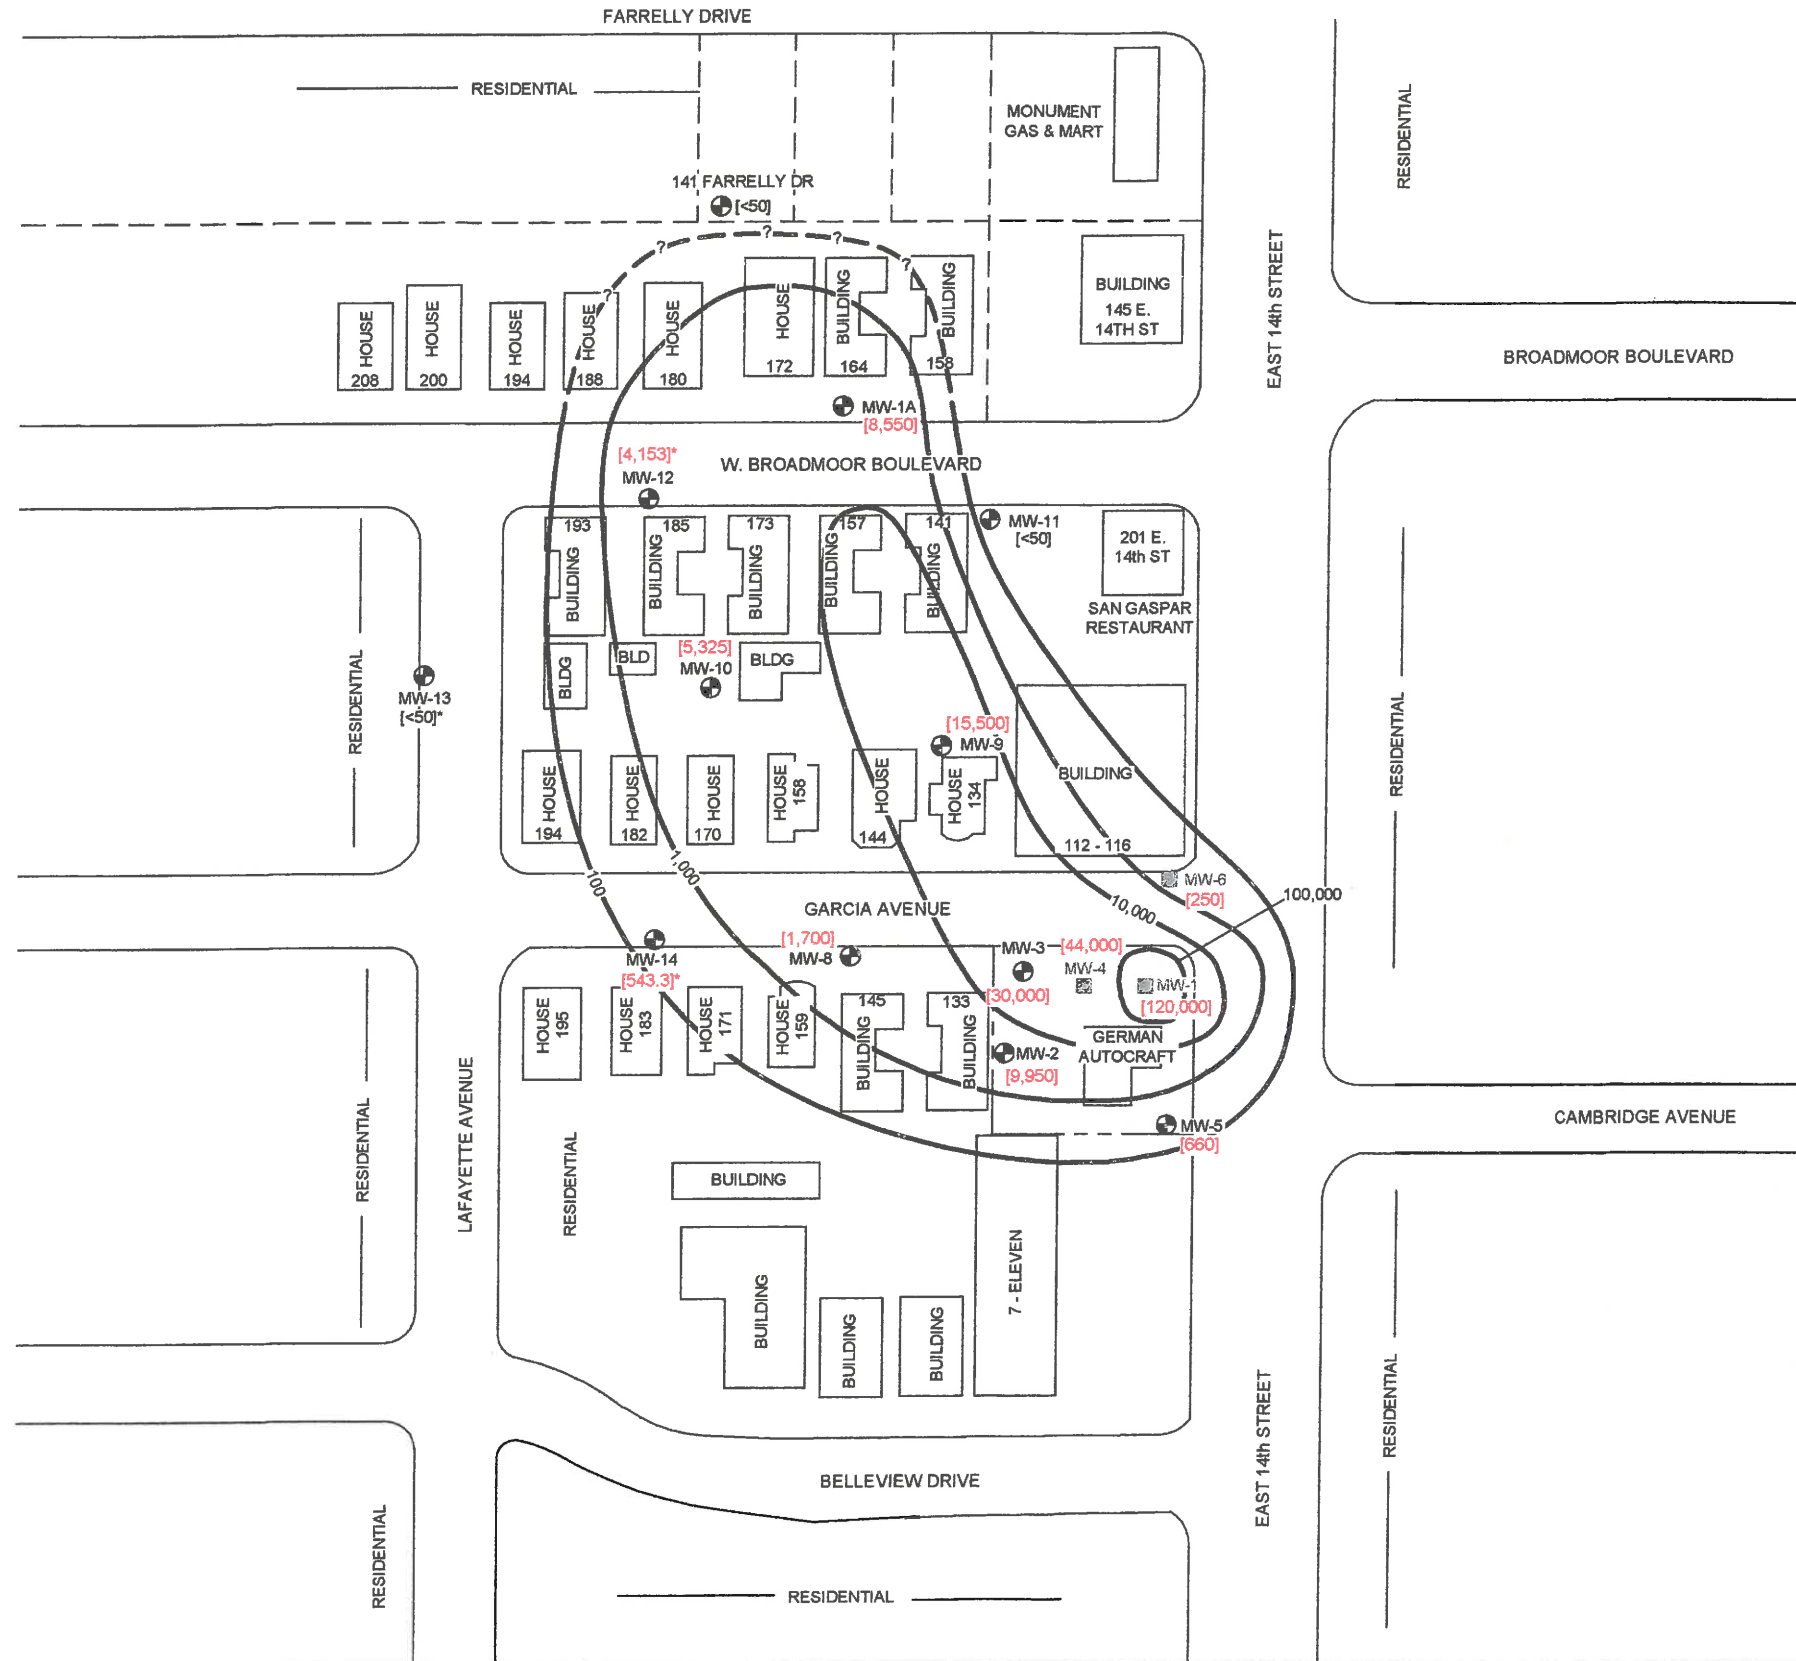 FARRELLY DRIVE
RESIDENTIAL
MONUMENT
GAS & MART
RESIDENTIAL
141 FARRELLY DR
[<50]
EAST 14th STREET
BUILDING
145 E.
14TH ST
BROADMOOR BOULEVARD
HOUSE
208
HOUSE
200
HOUSE
194
HOUSE
188
HOUSE
180
HOUSE
172
BUILDING
164
BUILDING
158
?
?
?
?
?
MW-1A
[8,550]
[4,153]*
MW-12
W. BROADMOOR BOULEVARD
193
BUILDING
185
BUILDING
173
BUILDING
157
BUILDING
141
BUILDING
MW-11
[<50]
201 E.
14th ST
SAN GASPAR
RESTAURANT
RESIDENTIAL
MW-13
[<50]*
BLDG
BLD
[5,325]
MW-10
BLDG
RESIDENTIAL
[15,500]
MW-9
BUILDING
112 - 116
HOUSE
194
HOUSE
182
HOUSE
170
HOUSE
158
HOUSE
144
HOUSE
134
100
1,000
10,000
100,000
MW-6
[250]
GARCIA AVENUE
MW-14
[543.3]*
[1,700]
MW-8
MW-3
[44,000]
MW-4
[30,000]
MW-1
[120,000]
HOUSE
195
HOUSE
183
HOUSE
171
HOUSE
159
145
BUILDING
133
BUILDING
MW-2
[9,950]
GERMAN
AUTOCRAFT
MW-5
[660]
CAMBRIDGE AVENUE
RESIDENTIAL
LAFAYETTE AVENUE
RESIDENTIAL
BUILDING
BUILDING
BUILDING
BUILDING
7 - ELEVEN
EAST 14th STREET
RESIDENTIAL
BELLEVIEW DRIVE
RESIDENTIAL
RESIDENTIAL